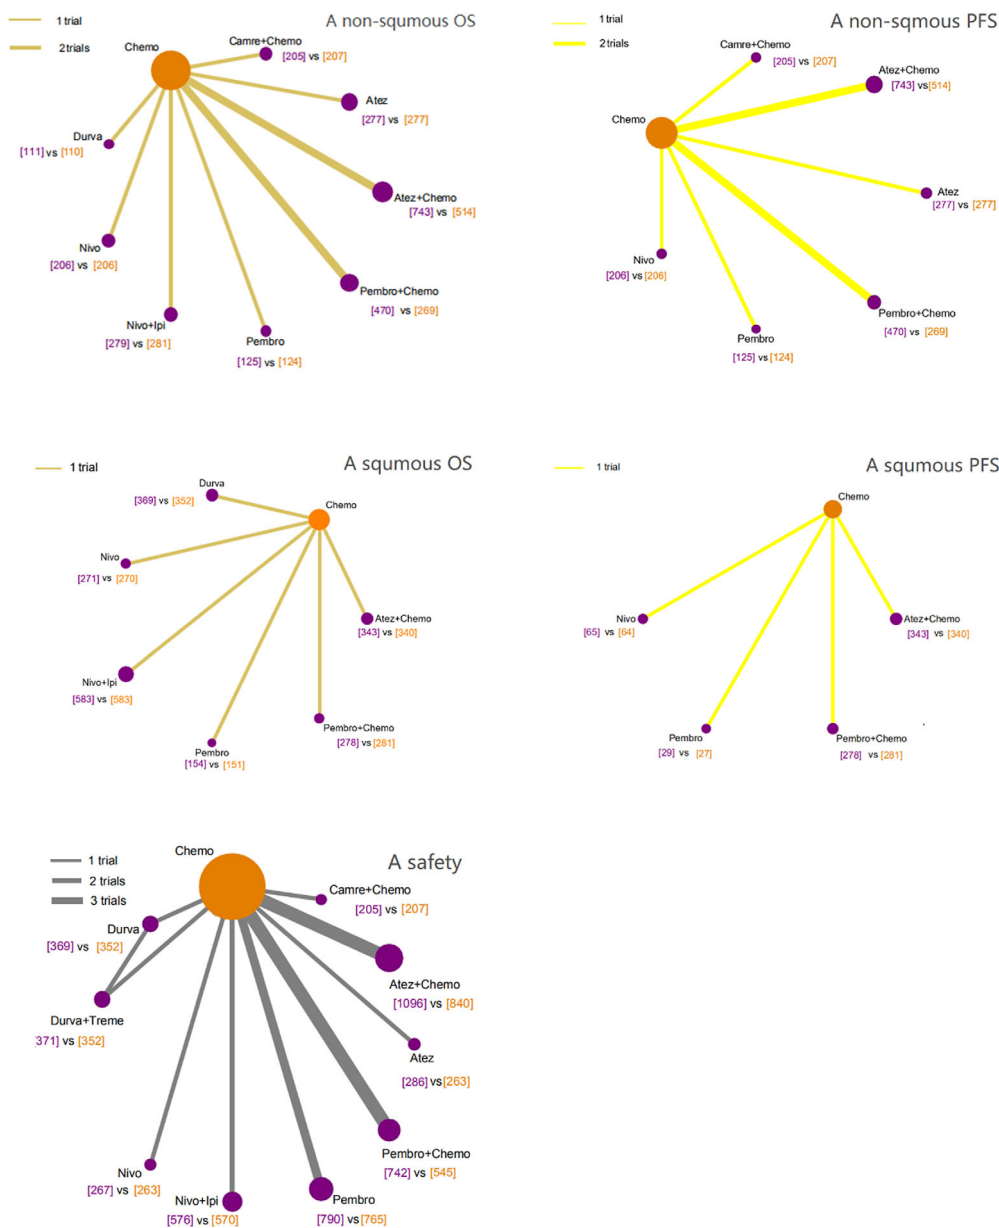 A non-squmous OS
1 trial
2 trials
Chemo
Camre+Chemo
[205] vs [207]
Atez
[277] vs [277]
Durva
[111] vs [110]
Atez+Chemo
[743] vs [514]
Nivo
[206] vs [206]
Pembro+Chemo
[470] vs [269]
Nivo+Ipi
[279] vs [281]
Pembro
[125] vs [124]
A non-sqmous PFS
1 trial
2 trials
Camre+Chemo
[205] vs [207]
Atez+Chemo
[743] vs[514]
Chemo
Atez
[277] vs [277]
Nivo
[206] vs [206]
Pembro+Chemo
[470] vs [269]
Pembro
[125] vs [124]
A squmous OS
1 trial
Durva
[369] vs [352]
Chemo
Nivo
[271] vs [270]
Atez+Chemo
[343] vs [340]
Nivo+Ipi
[583] vs [583]
Pembro+Chemo
[278] vs [281]
Pembro
[154] vs [151]
A squmous PFS
1 trial
Chemo
Nivo
[65] vs [64]
Atez+Chemo
[343] vs [340]
Pembro
[29] vs [27]
Pembro+Chemo
[278] vs [281]
A safety
1 trial
2 trials
3 trials
Chemo
Camre+Chemo
[205] vs [207]
Durva
[369] vs [352]
Atez+Chemo
[1096] vs [840]
Durva+Treme
371] vs [352]
Atez
[286] vs [263]
Pembro+Chemo
[742] vs [545]
Nivo
[267] vs [263]
Nivo+Ipi
[576] vs [570]
Pembro
[790] vs [765]